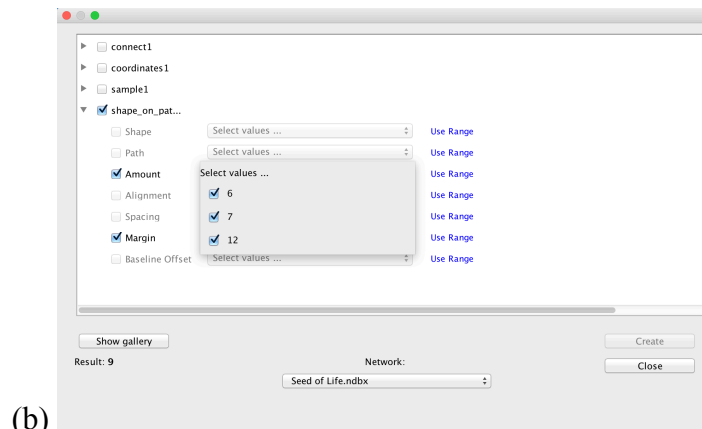 connect1
coordinates1
sample1
shape_on_pat...
Shape Select values ... Use Range
Path Select values ... Use Range
Amount Select values ... Use Range
Alignment 6 Use Range
Spacing 7 Use Range
Margin 12 Use Range
Baseline Offset Select values ... Use Range
Show gallery Create
Result: 9 Network: Close
Seed of Life.ndbx
(b)